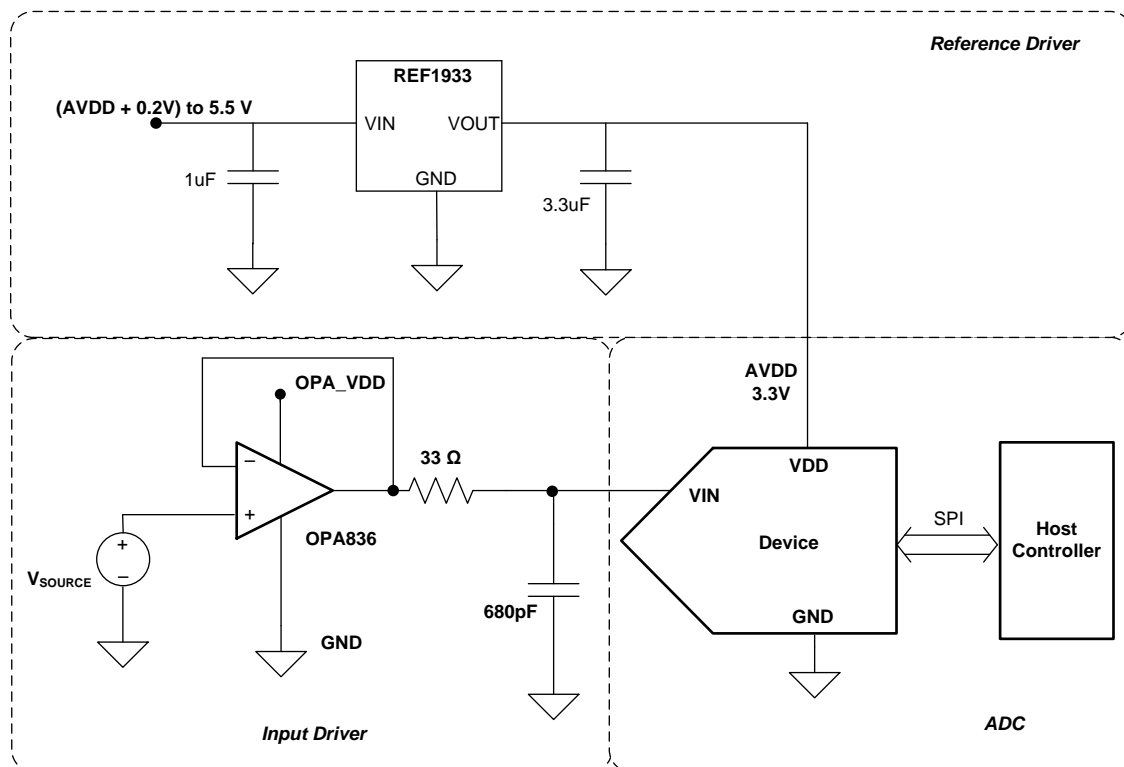 Reference Driver
REF1933
(AVDD + 0.2V) to 5.5 V
VIN
VOUT
GND
1uF
3.3uF
OPA_VDD
33 Ω
−
+
OPA836
+
−
VSOURCE
GND
680pF
Input Driver
AVDD
3.3V
VDD
VIN
Device
GND
SPI
Host
Controller
ADC